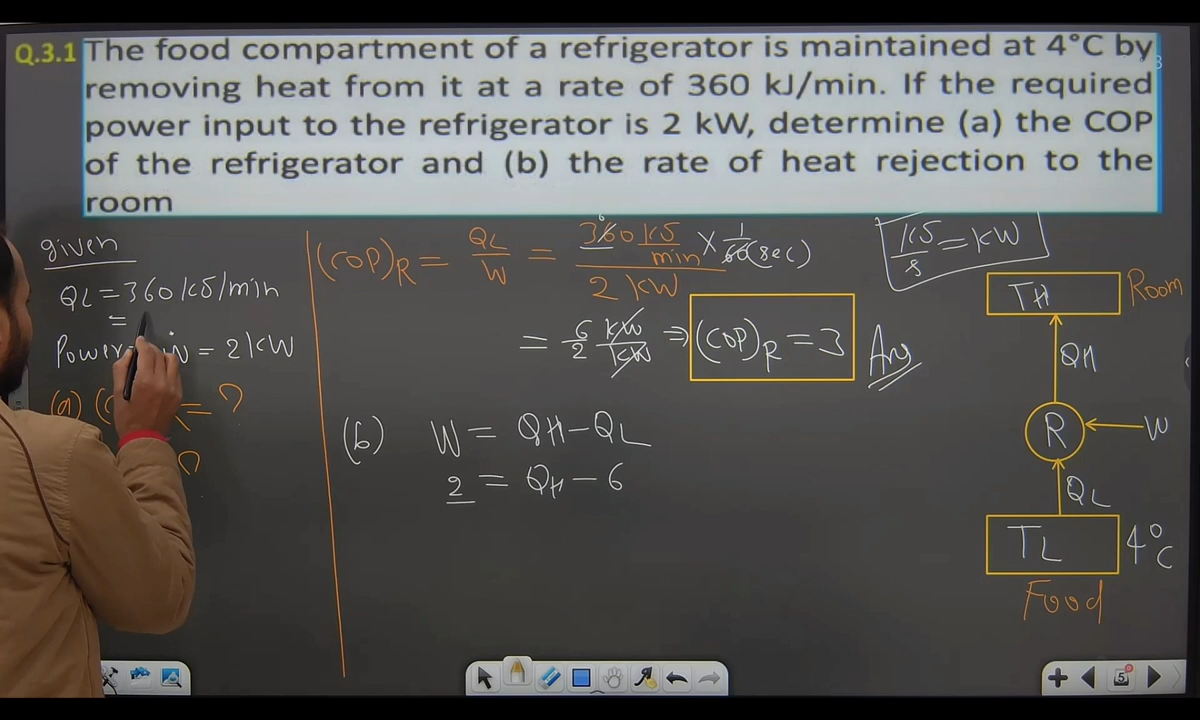 Q.3.1 The food compartment of a refrigerator is maintained at 4°C by
removing heat from it at a rate of 360 kJ/min. If the required
power input to the refrigerator is 2 kW, determine (a) the COP
of the refrigerator and (b) the rate of heat rejection to the
room
given
QL = 360 kJ/min
Power in = 2 kW
(a) ( = ?
(COP)R = QL/W = 360 kJ/min × 1/60 (sec) / 2 kW
= 6/2 kW/kW ⇒ (COP)R = 3 Ans
(b) W = QH – QL
2 = QH – 6
kJ/s = kW
TH Room
QH
R W
QL
TL 4°C
Food
5